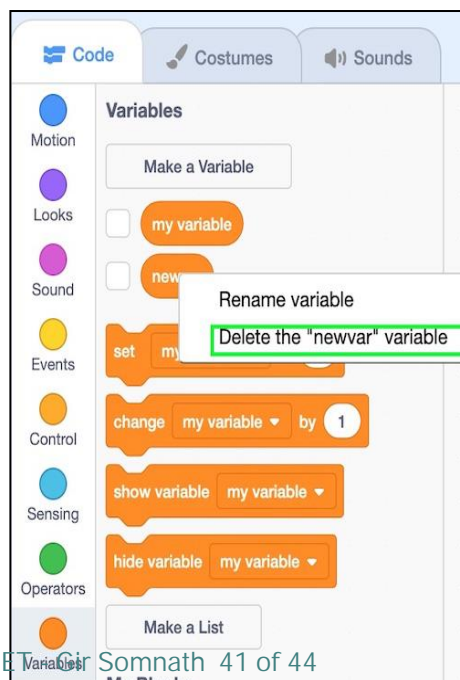 Code
Costumes
Sounds
Motion
Looks
Sound
Events
Control
Sensing
Operators
Variables
Variables
Make a Variable
my variable
new
Rename variable
Delete the "newvar" variable
set my
change my variable by 1
show variable my variable
hide variable my variable
Make a List
Gir Somnath 41 of 44